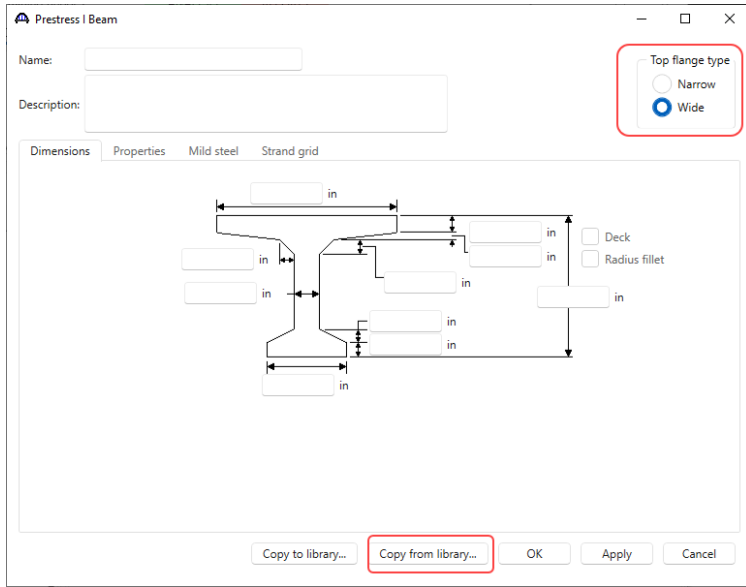 Prestress I Beam
Name:
Top flange type
Narrow
Wide
Description:
Dimensions Properties Mild steel Strand grid
in
in
in
in
in
in
in
in
in
in
Deck
Radius fillet
Copy to library... Copy from library... OK Apply Cancel